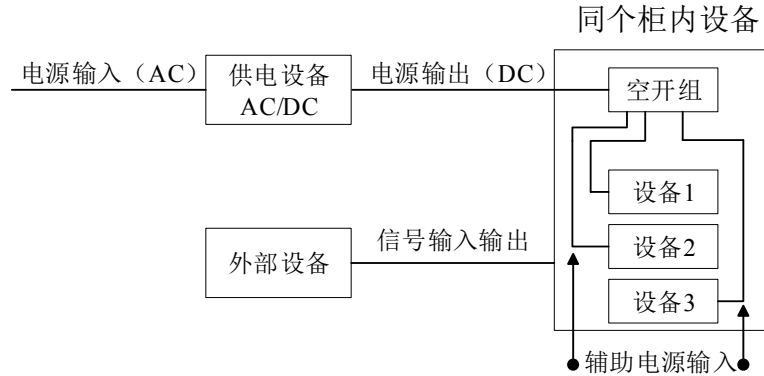 同个柜内设备
电源输入（AC）
供电设备
AC/DC
电源输出（DC）
空开组
设备1
外部设备
信号输入输出
设备2
设备3
辅助电源输入